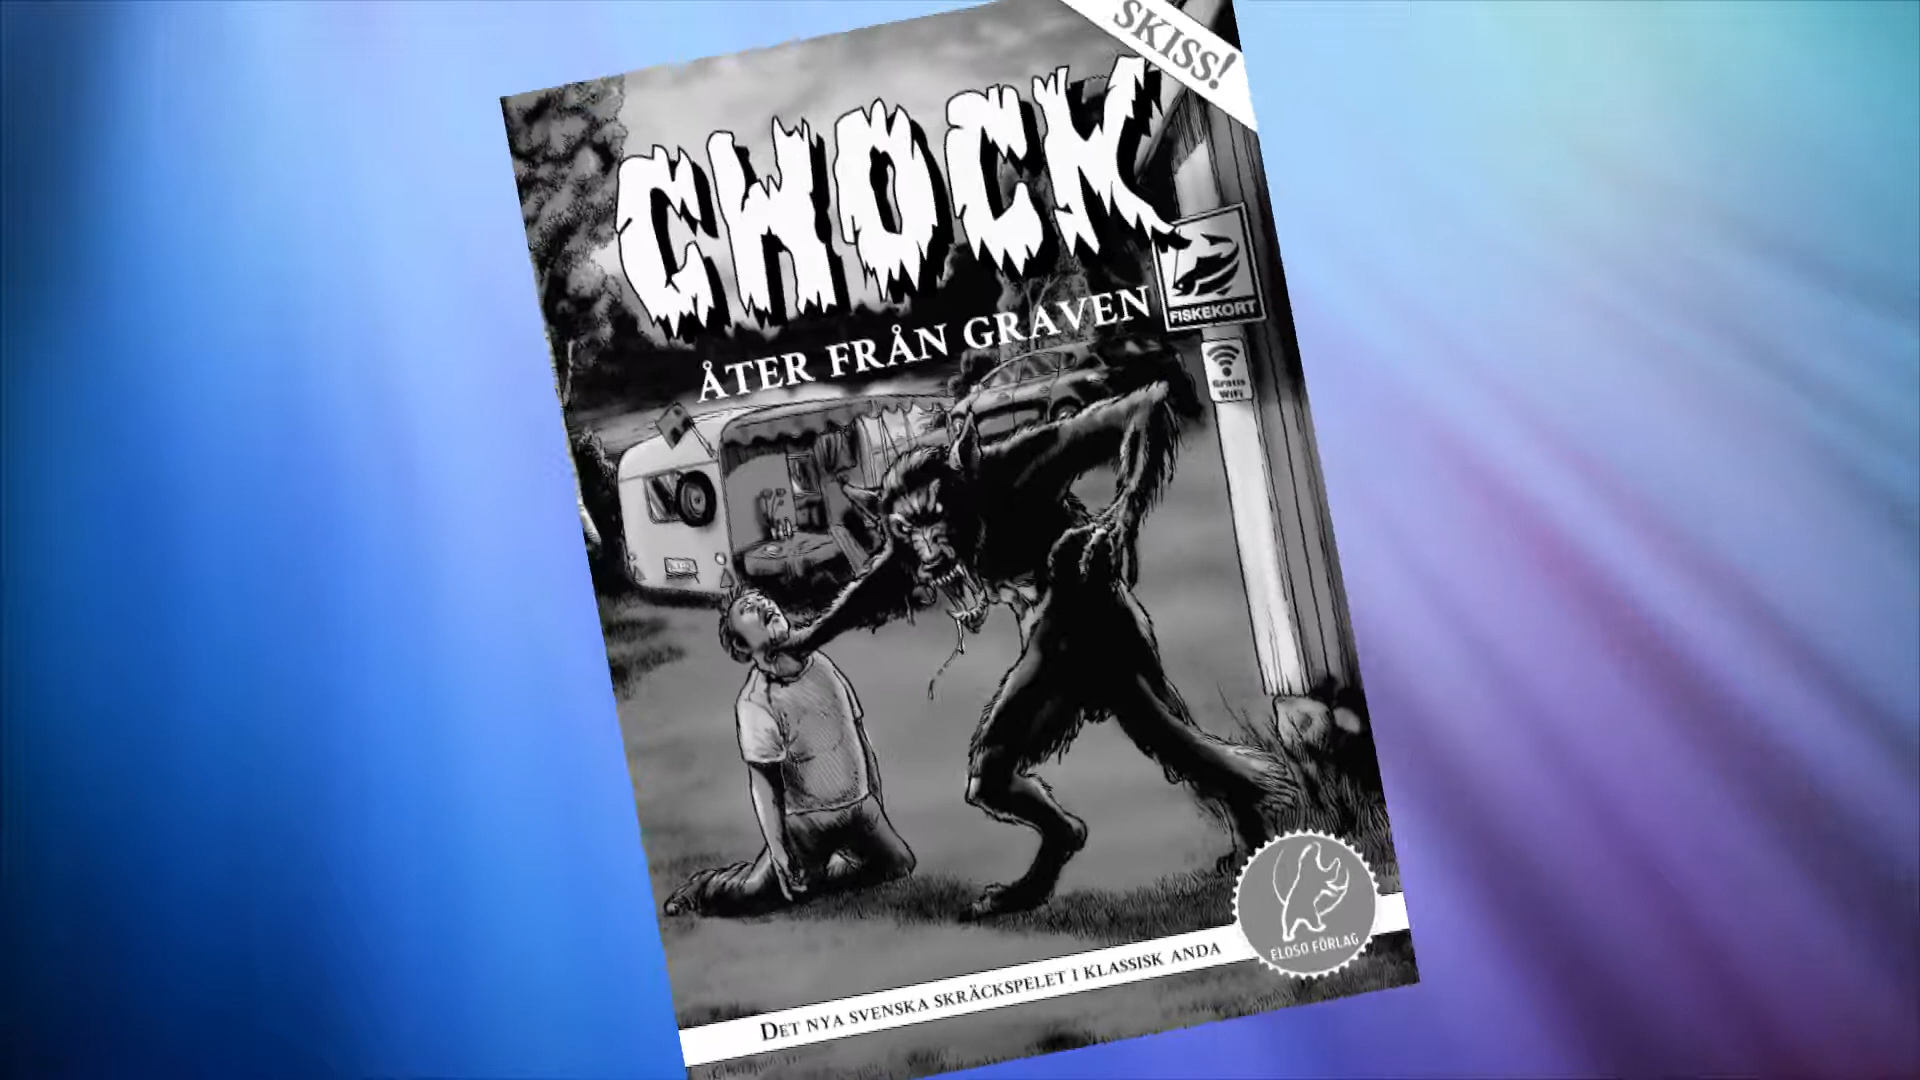 SKISS!
CHOCK
ÅTER FRÅN GRAVEN
FISKEKORT
Gratis
WiFi
ELOSO FÖRLAG
DET NYA SVENSKA SKRÄCKSPELET I KLASSISK ANDA